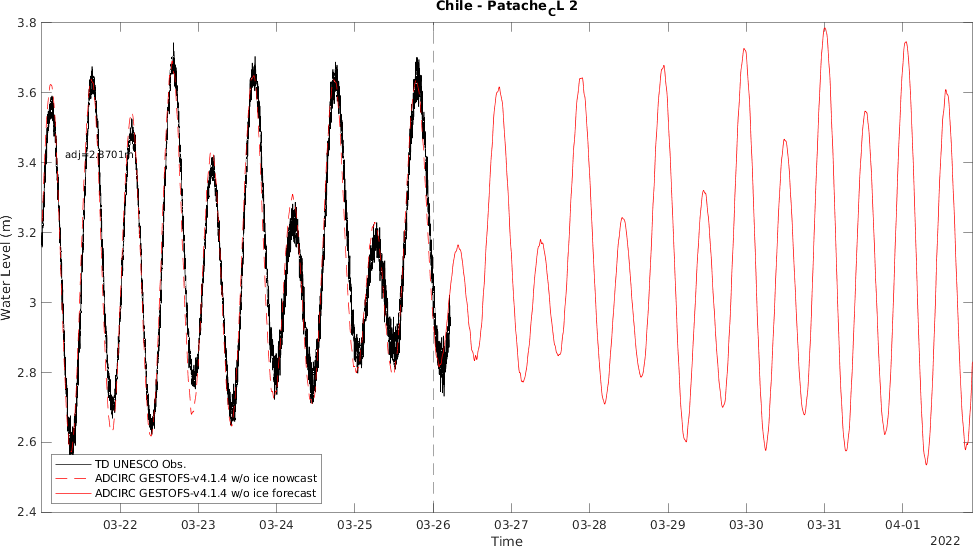 Chile - PatacheCL 2
3.8
3.6
3.4
3.2
3
2.8
2.6
2.4
Water Level (m)
adj=2.8701m
TD UNESCO Obs.
ADCIRC GESTOFS-v4.1.4 w/o ice nowcast
ADCIRC GESTOFS-v4.1.4 w/o ice forecast
03-22 03-23 03-24 03-25 03-26 03-27 03-28 03-29 03-30 03-31 04-01
Time
2022